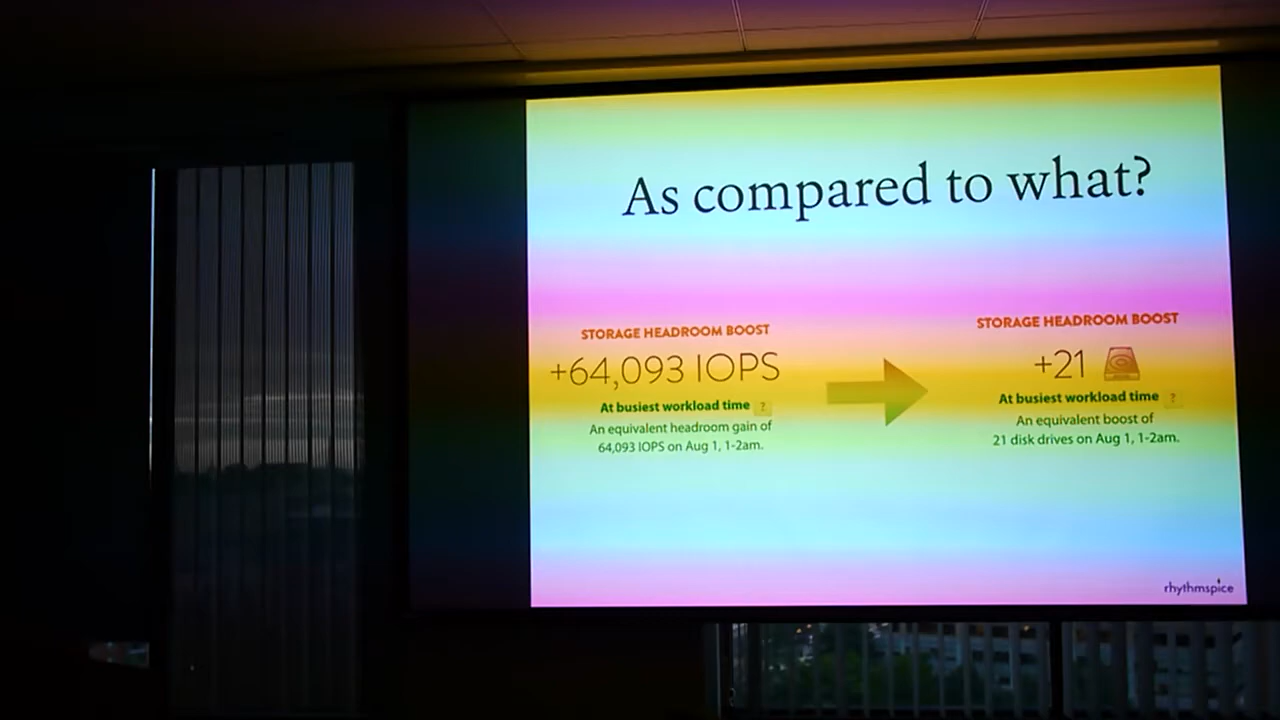 As compared to what?
STORAGE HEADROOM BOOST
+64,093 IOPS
At busiest workload time ?
An equivalent headroom gain of
64,093 IOPS on Aug 1, 1-2am.
STORAGE HEADROOM BOOST
+21
At busiest workload time ?
An equivalent boost of
21 disk drives on Aug 1, 1-2am.
rhythmspice